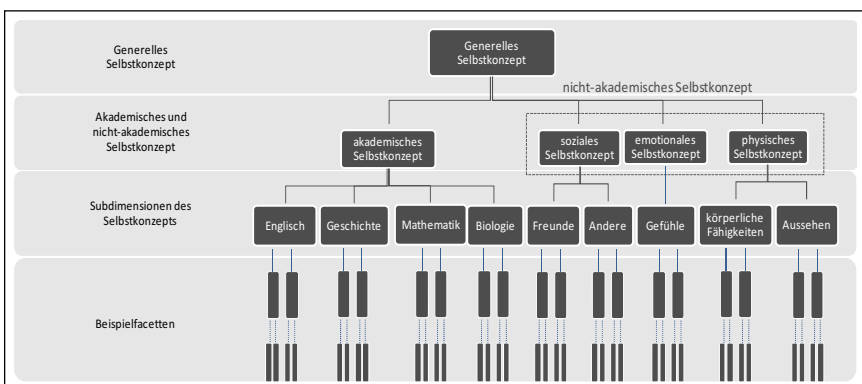 Generelles
Selbstkonzept
Generelles
Selbstkonzept
nicht-akademisches Selbstkonzept
Akademisches und
nicht-akademisches
Selbstkonzept
akademisches
Selbstkonzept
soziales
Selbstkonzept
emotionales
Selbstkonzept
physisches
Selbstkonzept
Subdimensionen des
Selbstkonzepts
Englisch
Geschichte
Mathematik
Biologie
Freunde
Andere
Gefühle
körperliche
Fähigkeiten
Aussehen
Beispielfacetten